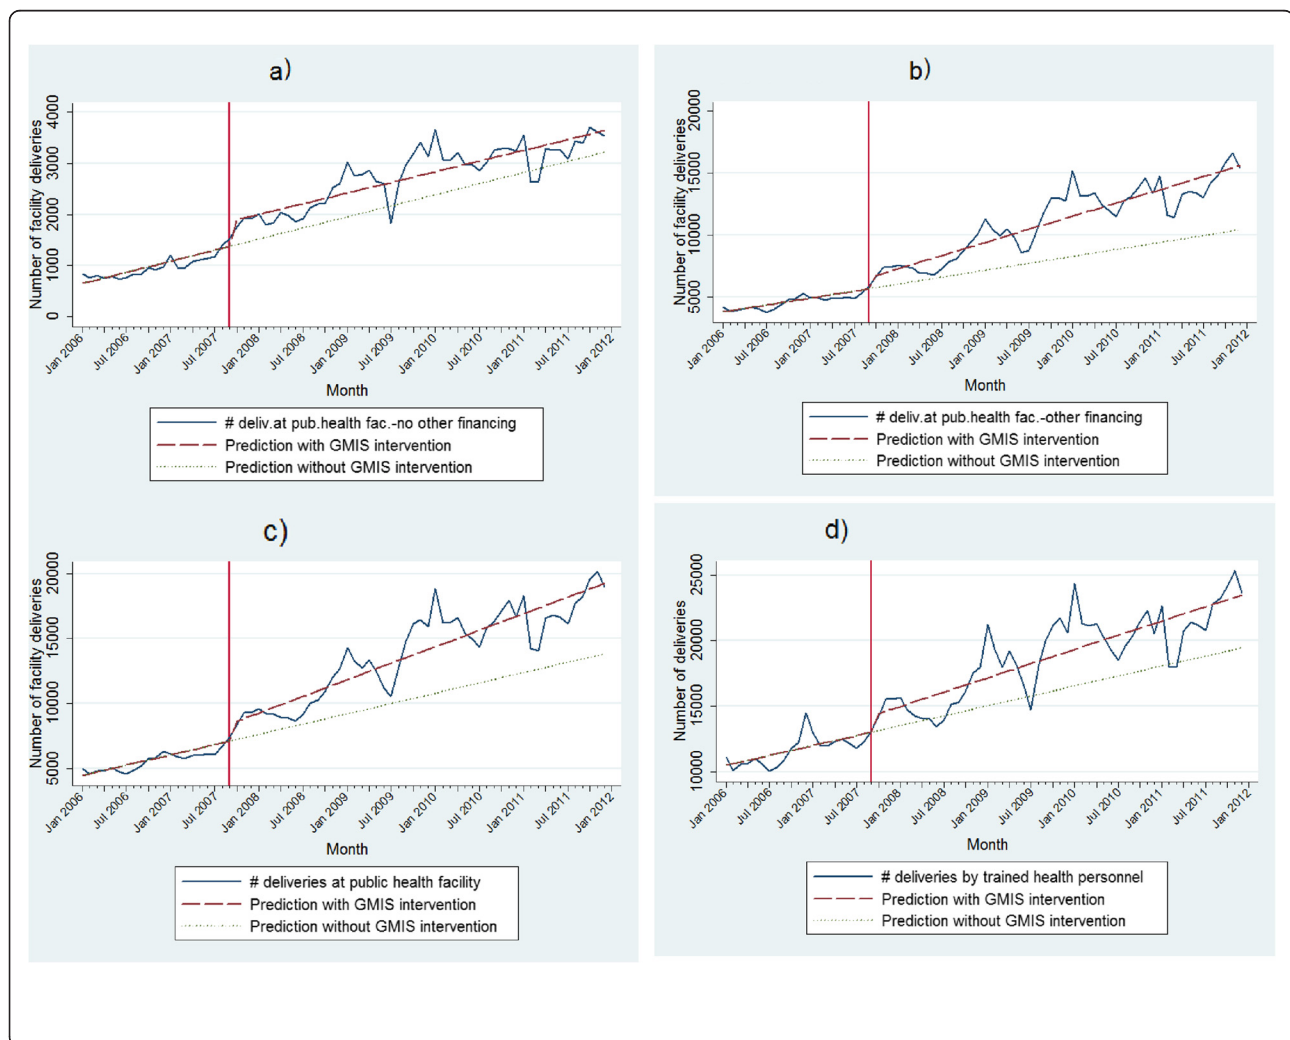 a)
Number of facility deliveries
4000
3000
2000
1000
0
Jan 2006
Jul 2006
Jan 2007
Jul 2007
Jan 2008
Jul 2008
Jan 2009
Jul 2009
Jan 2010
Jul 2010
Jan 2011
Jul 2011
Jan 2012
Month
# deliv.at pub.health fac.-no other financing
Prediction with GMIS intervention
Prediction without GMIS intervention
b)
Number of facility deliveries
20000
15000
10000
5000
Jan 2006
Jul 2006
Jan 2007
Jul 2007
Jan 2008
Jul 2008
Jan 2009
Jul 2009
Jan 2010
Jul 2010
Jan 2011
Jul 2011
Jan 2012
Month
# deliv.at pub.health fac.-other financing
Prediction with GMIS intervention
Prediction without GMIS intervention
c)
Number of facility deliveries
20000
15000
10000
5000
Jan 2006
Jul 2006
Jan 2007
Jul 2007
Jan 2008
Jul 2008
Jan 2009
Jul 2009
Jan 2010
Jul 2010
Jan 2011
Jul 2011
Jan 2012
Month
# deliveries at public health facility
Prediction with GMIS intervention
Prediction without GMIS intervention
d)
Number of deliveries
25000
20000
15000
10000
Jan 2006
Jul 2006
Jan 2007
Jul 2007
Jan 2008
Jul 2008
Jan 2009
Jul 2009
Jan 2010
Jul 2010
Jan 2011
Jul 2011
Jan 2012
Month
# deliveries by trained health personnel
Prediction with GMIS intervention
Prediction without GMIS intervention